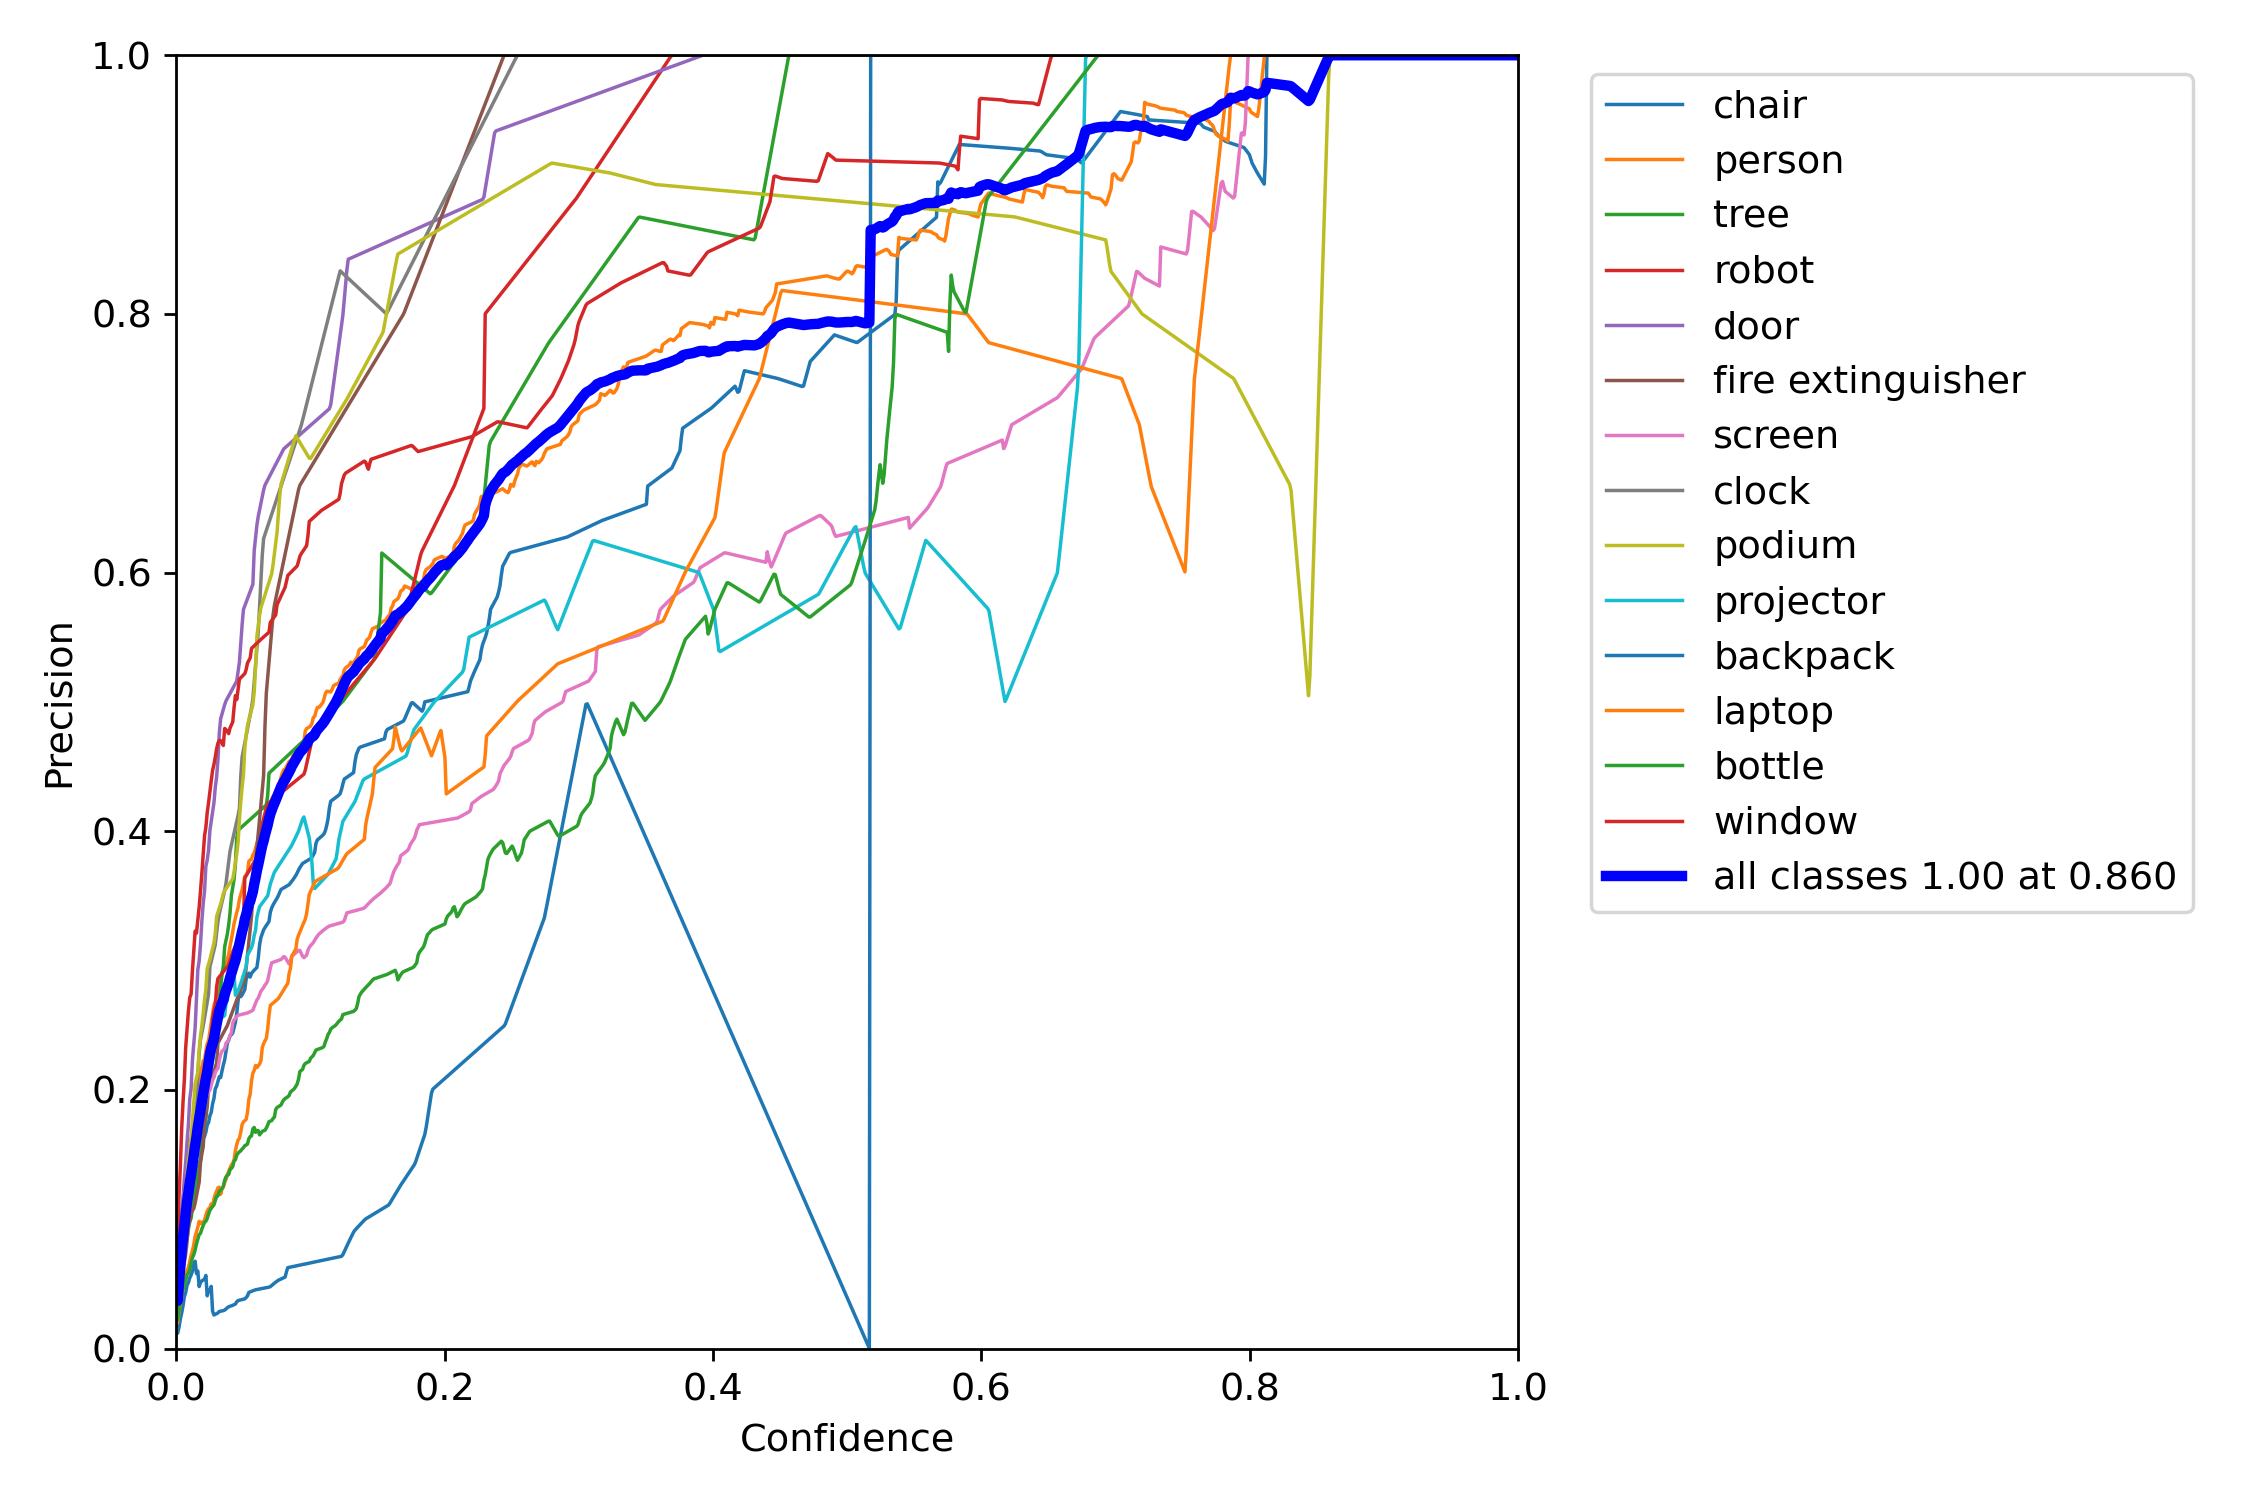 1.0
0.8
0.6
0.4
0.2
0.0
Precision
0.0 0.2 0.4 0.6 0.8 1.0
Confidence
chair
person
tree
robot
door
fire extinguisher
screen
clock
podium
projector
backpack
laptop
bottle
window
all classes 1.00 at 0.860